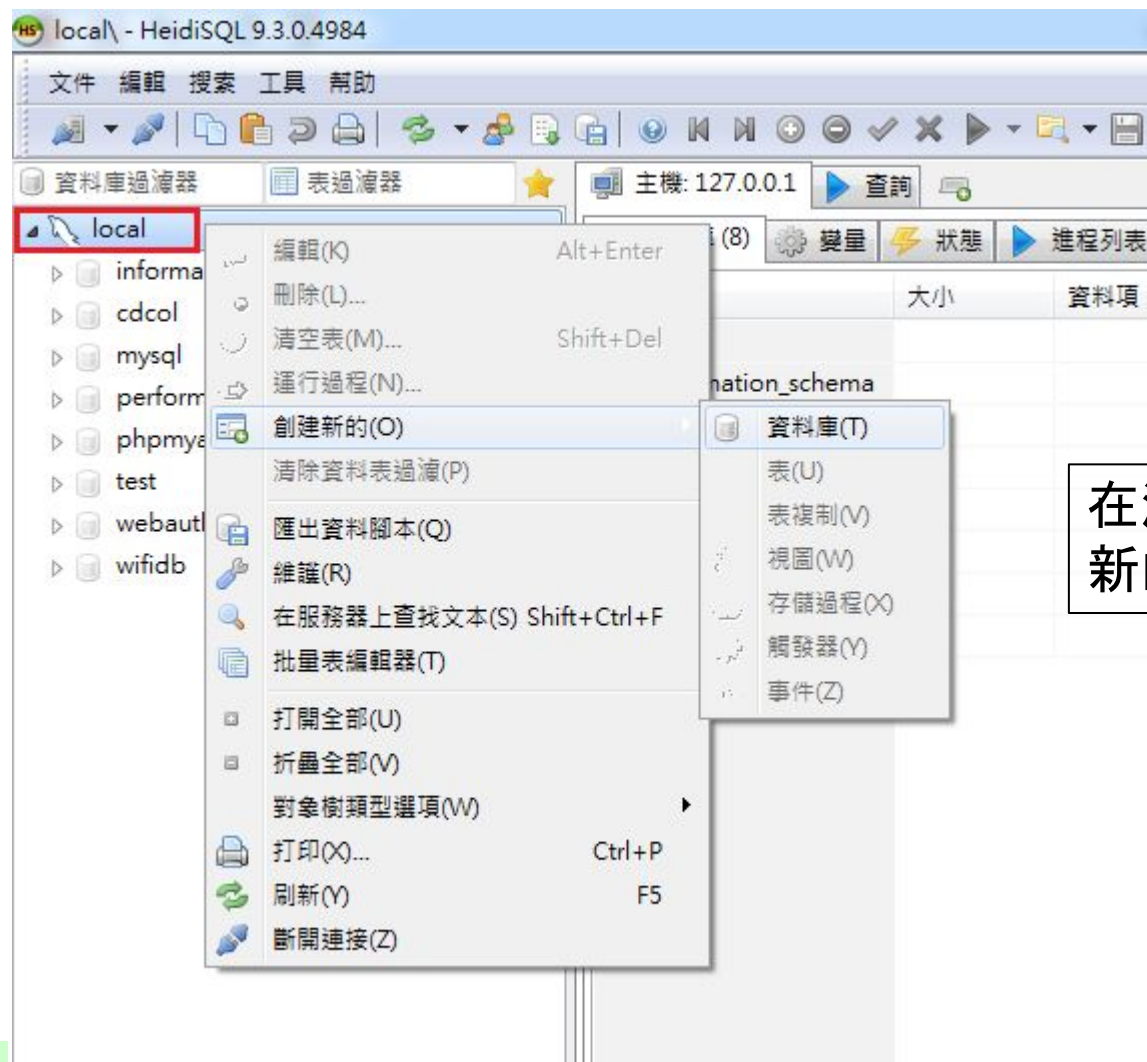 local\ - HeidiSQL 9.3.0.4984
文件 編輯 搜索 工具 幫助
資料庫過濾器 表過濾器 主機: 127.0.0.1 查詢
local (8) 變量 狀態 進程列表
informa 編輯(K) Alt+Enter 大小 資料項
cdcol 刪除(L)...
mysql 清空表(M)... Shift+Del
perform 運行過程(N)... mation_schema
phpmya 創建新的(O) 資料庫(T)
test 清除資料表過濾(P) 表(U)
webauth 匯出資料腳本(Q) 表複制(V)
wifidb 維護(R) 視圖(W)
在服務器上查找文本(S) Shift+Ctrl+F 存儲過程(X)
批量表編輯器(T) 觸發器(Y)
事件(Z)
打開全部(U)
折疊全部(V)
對象樹類型選項(W)
打印(X)... Ctrl+P
刷新(Y) F5
斷開連接(Z)
在
新